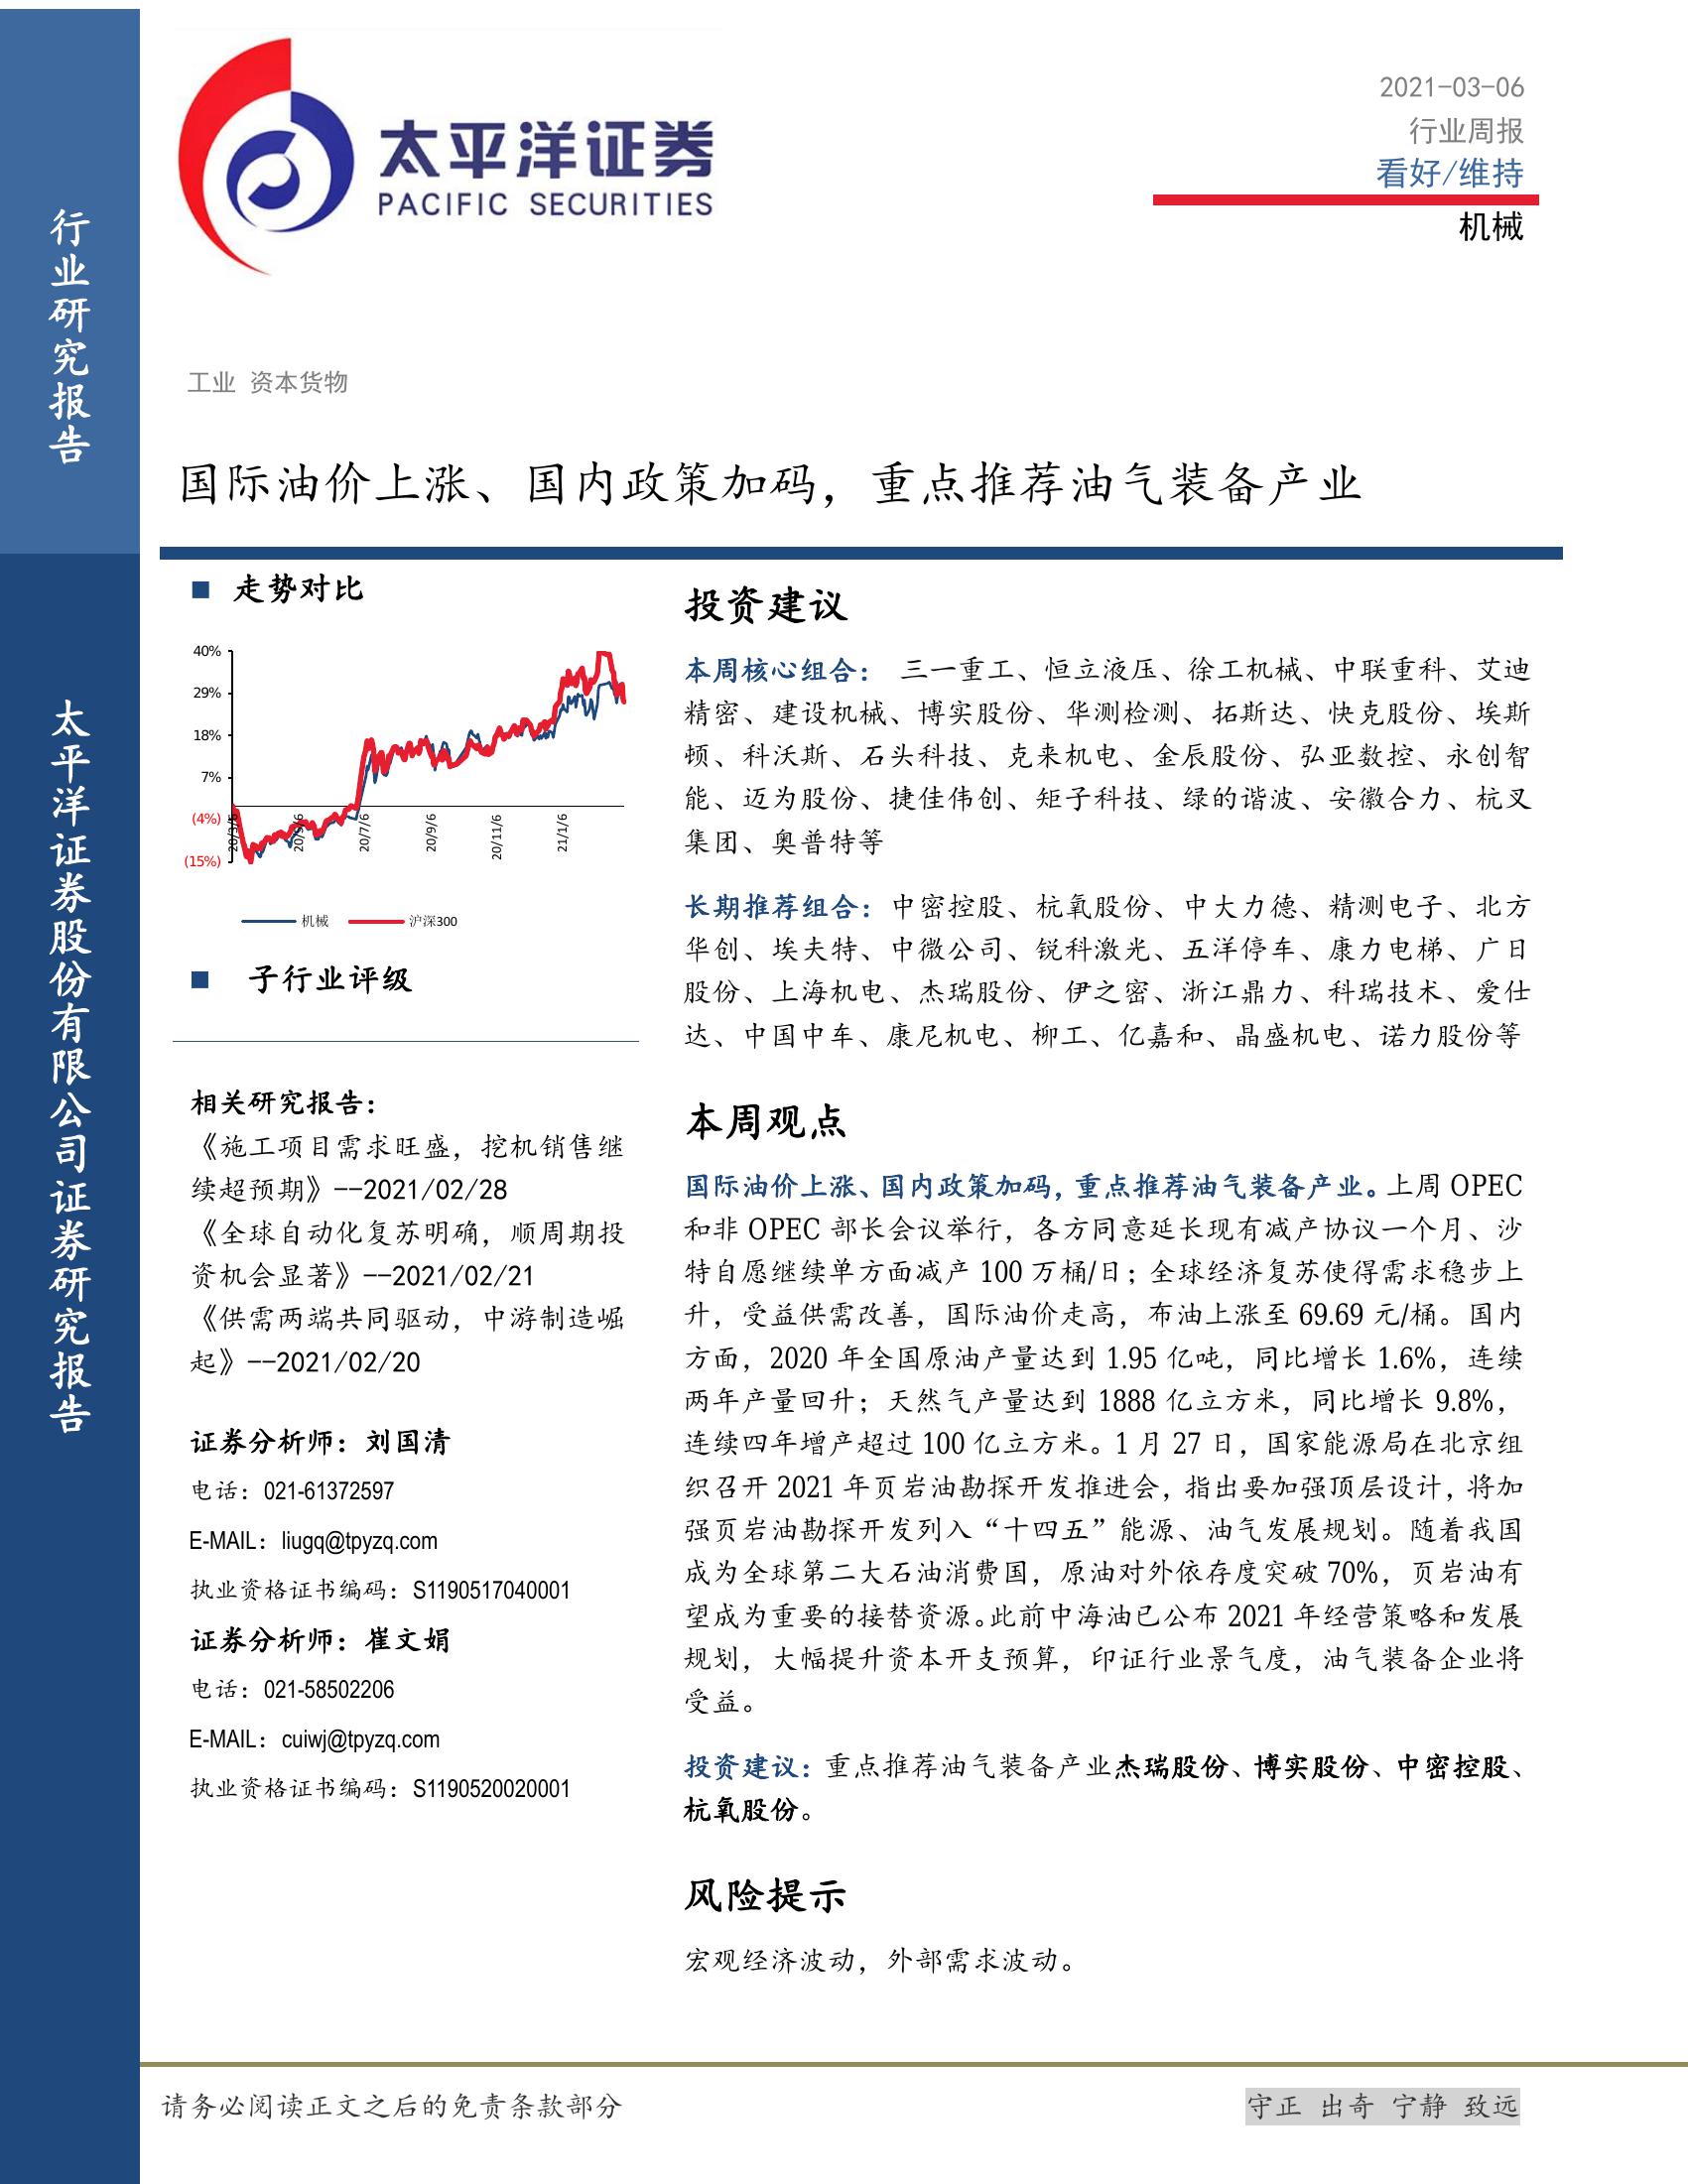 行业研究报告
太平洋证券股份有限公司证券研究报告
太平洋证券
PACIFIC SECURITIES
2021-03-06
行业周报
看好/维持
机械
工业 资本货物
国际油价上涨、国内政策加码，重点推荐油气装备产业
■ 走势对比
40%
29%
18%
7%
(4%)
(15%)
20/3/6
20/5/6
20/7/6
20/9/6
20/11/6
21/1/6
机械 沪深300
■ 子行业评级
相关研究报告：
《施工项目需求旺盛，挖机销售继
续超预期》--2021/02/28
《全球自动化复苏明确，顺周期投
资机会显著》--2021/02/21
《供需两端共同驱动，中游制造崛
起》--2021/02/20
证券分析师：刘国清
电话：021-61372597
E-MAIL：liugq@tpyzq.com
执业资格证书编码：S1190517040001
证券分析师：崔文娟
电话：021-58502206
E-MAIL：cuiwj@tpyzq.com
执业资格证书编码：S1190520020001
投资建议
本周核心组合： 三一重工、恒立液压、徐工机械、中联重科、艾迪
精密、建设机械、博实股份、华测检测、拓斯达、快克股份、埃斯
顿、科沃斯、石头科技、克来机电、金辰股份、弘亚数控、永创智
能、迈为股份、捷佳伟创、矩子科技、绿的谐波、安徽合力、杭叉
集团、奥普特等
长期推荐组合：中密控股、杭氧股份、中大力德、精测电子、北方
华创、埃夫特、中微公司、锐科激光、五洋停车、康力电梯、广日
股份、上海机电、杰瑞股份、伊之密、浙江鼎力、科瑞技术、爱仕
达、中国中车、康尼机电、柳工、亿嘉和、晶盛机电、诺力股份等
本周观点
国际油价上涨、国内政策加码，重点推荐油气装备产业。上周 OPEC
和非 OPEC 部长会议举行，各方同意延长现有减产协议一个月、沙
特自愿继续单方面减产 100 万桶/日；全球经济复苏使得需求稳步上
升，受益供需改善，国际油价走高，布油上涨至 69.69 元/桶。国内
方面，2020 年全国原油产量达到 1.95 亿吨，同比增长 1.6%，连续
两年产量回升；天然气产量达到 1888 亿立方米，同比增长 9.8%，
连续四年增产超过 100 亿立方米。1 月 27 日，国家能源局在北京组
织召开 2021 年页岩油勘探开发推进会，指出要加强顶层设计，将加
强页岩油勘探开发列入“十四五”能源、油气发展规划。随着我国
成为全球第二大石油消费国，原油对外依存度突破 70%，页岩油有
望成为重要的接替资源。此前中海油已公布 2021 年经营策略和发展
规划，大幅提升资本开支预算，印证行业景气度，油气装备企业将
受益。
投资建议：重点推荐油气装备产业杰瑞股份、博实股份、中密控股、
杭氧股份。
风险提示
宏观经济波动，外部需求波动。
请务必阅读正文之后的免责条款部分
守正 出奇 宁静 致远